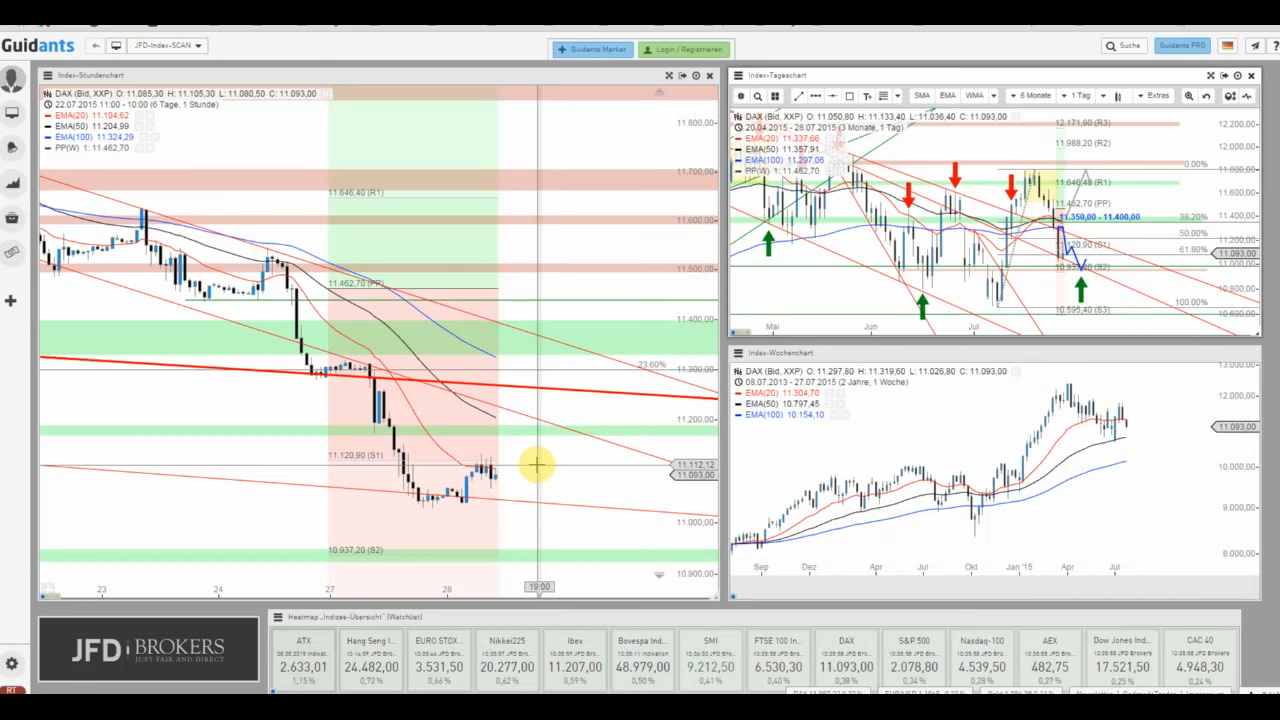 Guidants
JFD-Index-SCAN
Guidants Market
Login / Registrieren
Suche
Guidants PRO
?
Index-Stundenchart
DAX (Bid, XXP) O: 11.085,30 H: 11.105,30 L: 11.080,50 C: 11.093,00
22.07.2015 11:00 - 10:00 (6 Tage, 1 Stunde)
EMA(20) 11.104,62
EMA(50) 11.204,99
EMA(100) 11.324,29
PP(W) 1: 11.462,70
11.646,40 (R1)
11.462,70 (PP)
11.120,90 (S1)
10.937,20 (S2)
23.60%
11.800,00
11.700,00
11.600,00
11.500,00
11.400,00
11.300,00
11.200,00
11.112,12
11.093,00
11.000,00
10.900,00
23
24
27
28
19:00
Index-Tageschart
SMA
EMA
WMA
6 Monate
1 Tag
Extras
DAX (Bid, XXP) O: 11.050,80 H: 11.133,40 L: 11.036,40 C: 11.093,00
20.04.2015 - 28.07.2015 (3 Monate, 1 Tag)
EMA(20) 11.337,66
EMA(50) 11.357,91
EMA(100) 11.297,06
PP(W) 1: 11.462,70
12.171,90 (R3)
11.988,20 (R2)
11.646,40 (R1)
11.462,70 (PP)
11.350,00 - 11.400,00
11.120,90 (S1)
10.937,20 (S2)
10.595,40 (S3)
0.00%
38.20%
50.00%
61.80%
100.00%
12.200,00
12.000,00
11.800,00
11.600,00
11.400,00
11.200,00
11.093,00
11.000,00
10.800,00
10.600,00
Mai
Jun
Jul
Index-Wochenchart
DAX (Bid, XXP) O: 11.297,80 H: 11.319,60 L: 11.026,80 C: 11.093,00
08.07.2013 - 27.07.2015 (2 Jahre, 1 Woche)
EMA(20) 11.304,70
EMA(50) 10.797,45
EMA(100) 10.154,10
13.000,00
12.000,00
11.093,00
10.000,00
9.000,00
8.000,00
Sep
Dez
Apr
Jul
Okt
Jan '15
Apr
Jul
JFD BROKERS
JUST FAIR AND DIRECT
Heatmap „Indizes-Übersicht“ (Watchlist)
ATX
2.633,01
1,15 %
Hang Seng I...
24.482,00
0,72 %
EURO STOX...
3.531,50
0,66 %
Nikkei225
20.277,00
0,62 %
Ibex
11.207,00
0,59 %
Bovespa Ind...
48.979,00
0,50 %
SMI
9.212,50
0,41 %
FTSE 100 In...
6.530,30
0,40 %
DAX
11.093,00
0,38 %
S&P 500
2.078,80
0,34 %
Nasdaq-100
4.539,50
0,28 %
AEX
482,75
0,27 %
Dow Jones Ind...
17.521,50
0,25 %
CAC 40
4.948,30
0,24 %
RT